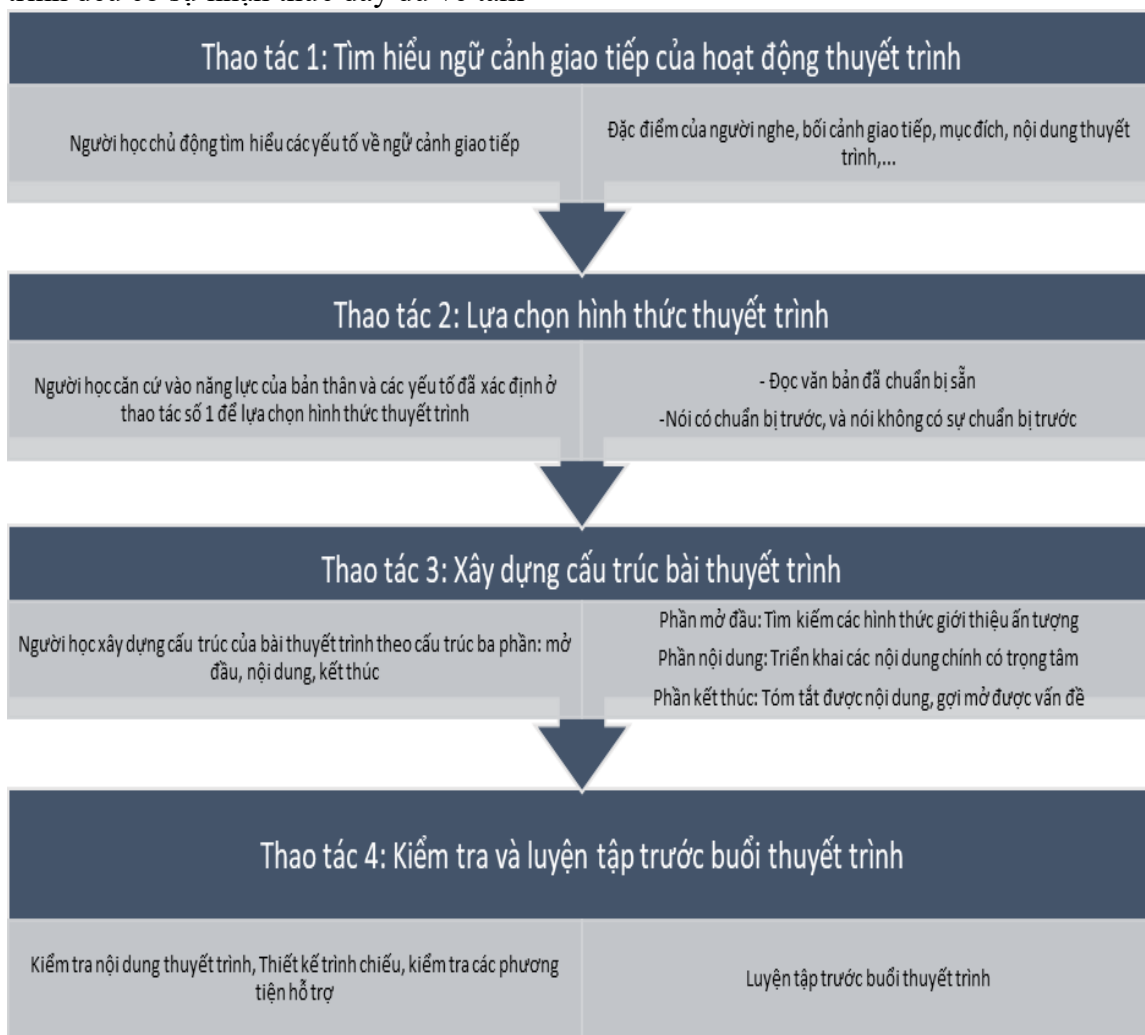 Thao tác 1: Tìm hiểu ngữ cảnh giao tiếp của hoạt động thuyết trình
Người học chủ động tìm hiểu các yếu tố về ngữ cảnh giao tiếp
Đặc điểm của người nghe, bối cảnh giao tiếp, mục đích, nội dung thuyết
trình,...
Thao tác 2: Lựa chọn hình thức thuyết trình
Người học căn cứ vào năng lực của bản thân và các yếu tố đã xác định ở
thao tác số 1 để lựa chọn hình thức thuyết trình
- Đọc văn bản đã chuẩn bị sẵn
-Nói có chuẩn bị trước, và nói không có sự chuẩn bị trước
Thao tác 3: Xây dựng cấu trúc bài thuyết trình
Người học xây dựng cấu trúc của bài thuyết trình theo cấu trúc ba phần: mở
đầu, nội dung, kết thúc
Phần mở đầu: Tìm kiếm các hình thức giới thiệu ấn tượng
Phần nội dung: Triển khai các nội dung chính có trọng tâm
Phần kết thúc: Tóm tắt được nội dung, gợi mở được vấn đề
Thao tác 4: Kiểm tra và luyện tập trước buổi thuyết trình
Kiểm tra nội dung thuyết trình, Thiết kế trình chiếu, kiểm tra các phương
tiện hỗ trợ
Luyện tập trước buổi thuyết trình